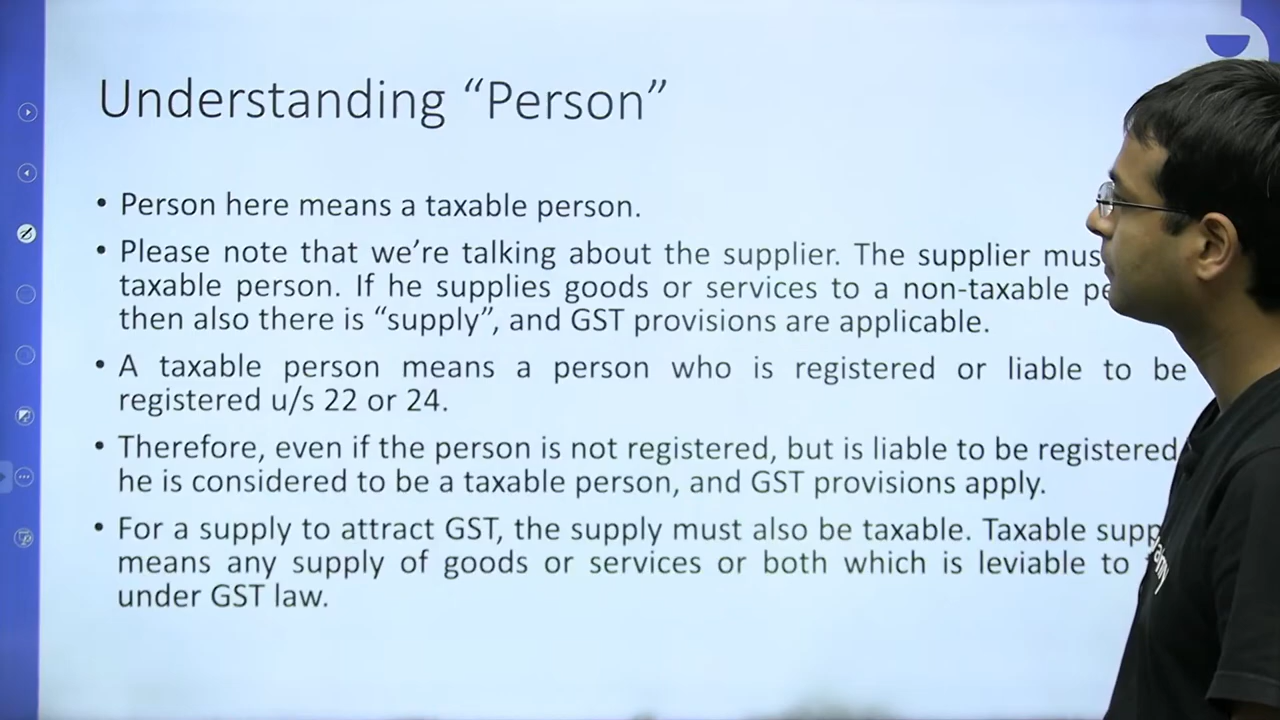 Understanding “Person”
• Person here means a taxable person.
• Please note that we’re talking about the supplier. The supplier
taxable person. If he supplies goods or services to a non-taxable
then also there is “supply”, and GST provisions are applicable.
• A taxable person means a person who is registered or liable to be
registered u/s 22 or 24.
• Therefore, even if the person is not registered, but is liable to be registered
he is considered to be a taxable person, and GST provisions apply.
• For a supply to attract GST, the supply must also be taxable. Taxable
means any supply of goods or services or both which is leviable to
under GST law.